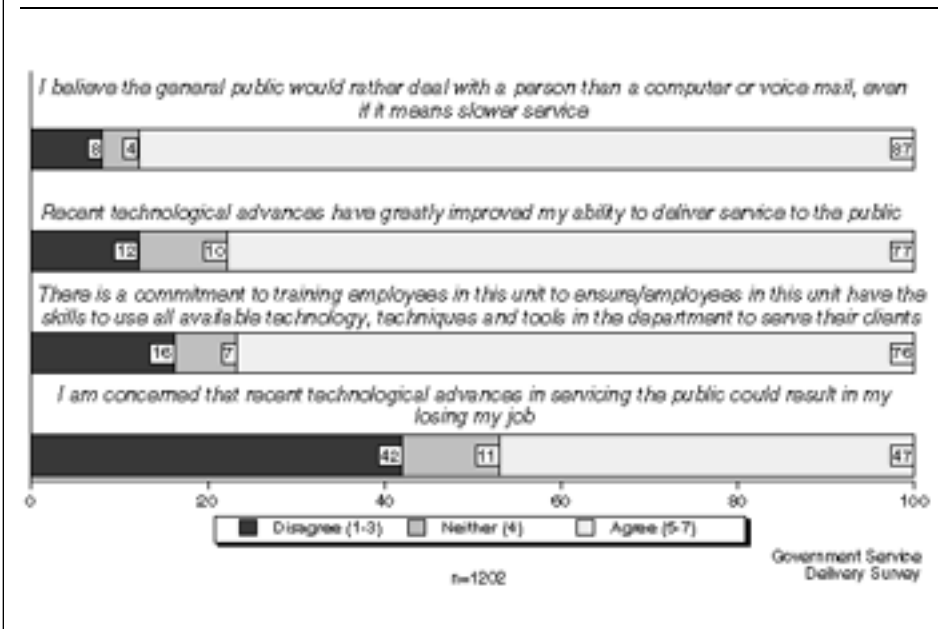 I believe the general public would rather deal with a person than a computer or voice mail, even
if it means slower service
8 4 87
Recent technological advances have greatly improved my ability to deliver service to the public
12 10 77
There is a commitment to training employees in this unit to ensure/employees in this unit have the
skills to use all available technology, techniques and tools in the department to serve their clients
16 7 76
I am concerned that recent technological advances in servicing the public could result in my
losing my job
42 11 47
0 20 40 60 80 100
Disagree (1-3) Neither (4) Agree (5-7)
Government Service
Delivery Survey
n=1202